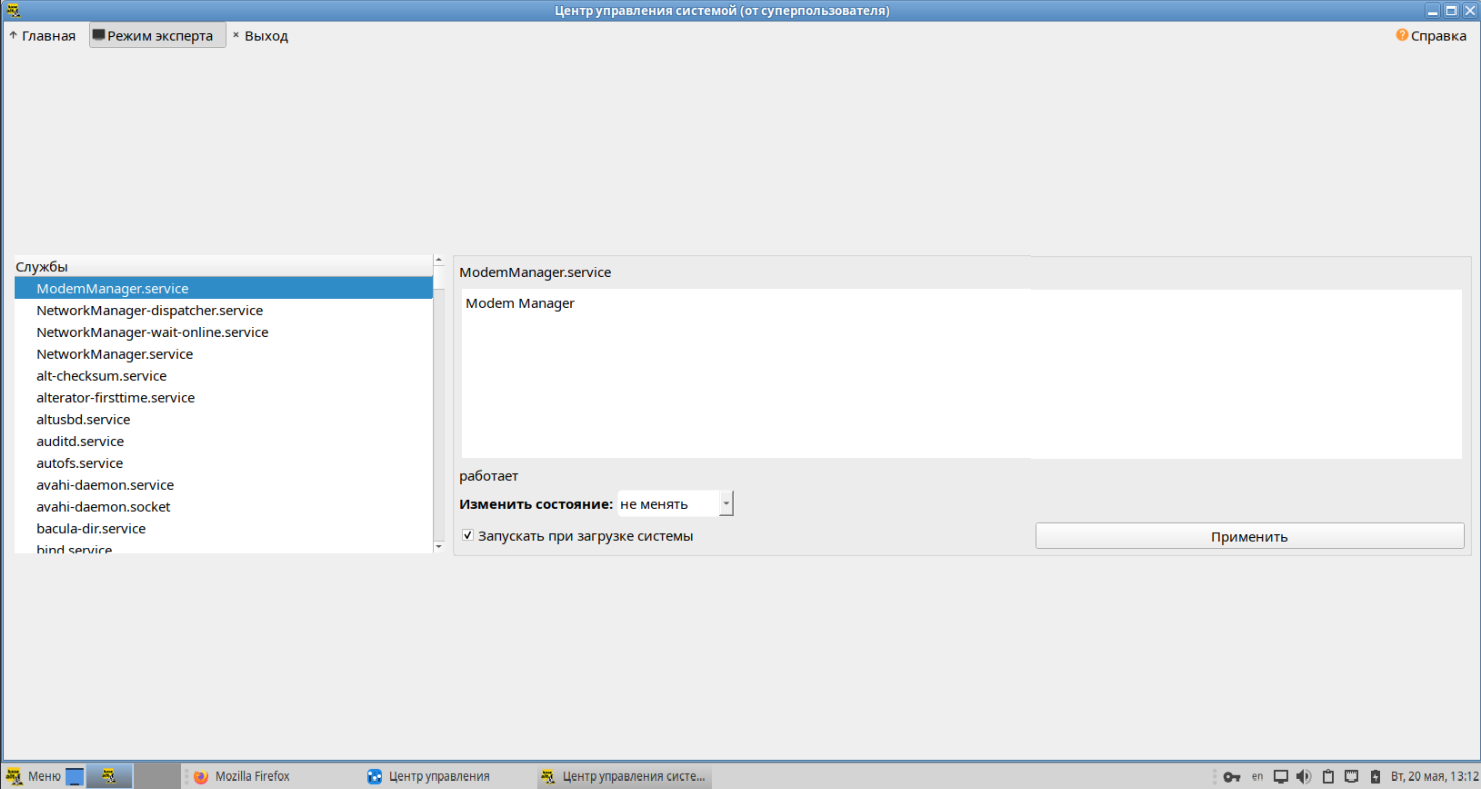 Центр управления системой (от суперпользователя)
Главная Режим эксперта Выход Справка
Службы
ModemManager.service
NetworkManager-dispatcher.service
NetworkManager-wait-online.service
NetworkManager.service
alt-checksum.service
alterator-firsttime.service
altusbd.service
auditd.service
autofs.service
avahi-daemon.service
avahi-daemon.socket
bacula-dir.service
bind.service
ModemManager.service
Modem Manager
работает
Изменить состояние: не менять
Запускать при загрузке системы
Применить
Меню Mozilla Firefox Центр управления Центр управления систе... en Вт, 20 мая, 13:12